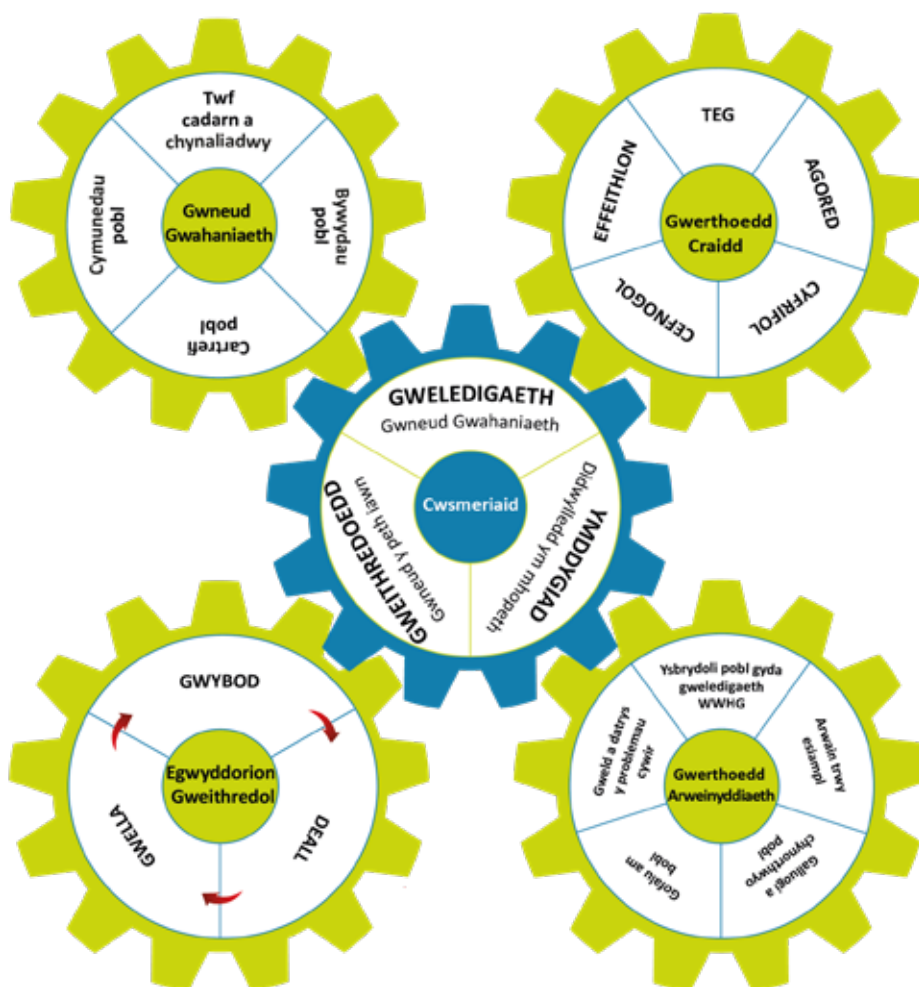 Twf
cadarn a
chynaliadwy
Bywydau
pobl
Cartrefi
pobl
Cymunedau
pobl
Gwneud
Gwahaniaeth
TEG
AGORED
CYFRIFOL
CEFNOGOL
EFFEITHLON
Gwerthoedd
Craidd
GWELEDIGAETH
Gwneud Gwahaniaeth
YMDDYGIAD
Didwylledd ym mhopeth
GWEITHREDOEDD
Gwneud y peth iawn
Cwsmeriaid
GWYBOD
DEALL
GWELLA
Egwyddorion
Gweithredol
Ysbrydoli pobl gyda
gweledigaeth
WWHG
Arwain trwy
esiampl
Galluogi a
chynorthwyo
pobl
Gofalu am
bobl
Gweld a datrys
y problemau
cywir
Gwerthoedd
Arweinyddiaeth